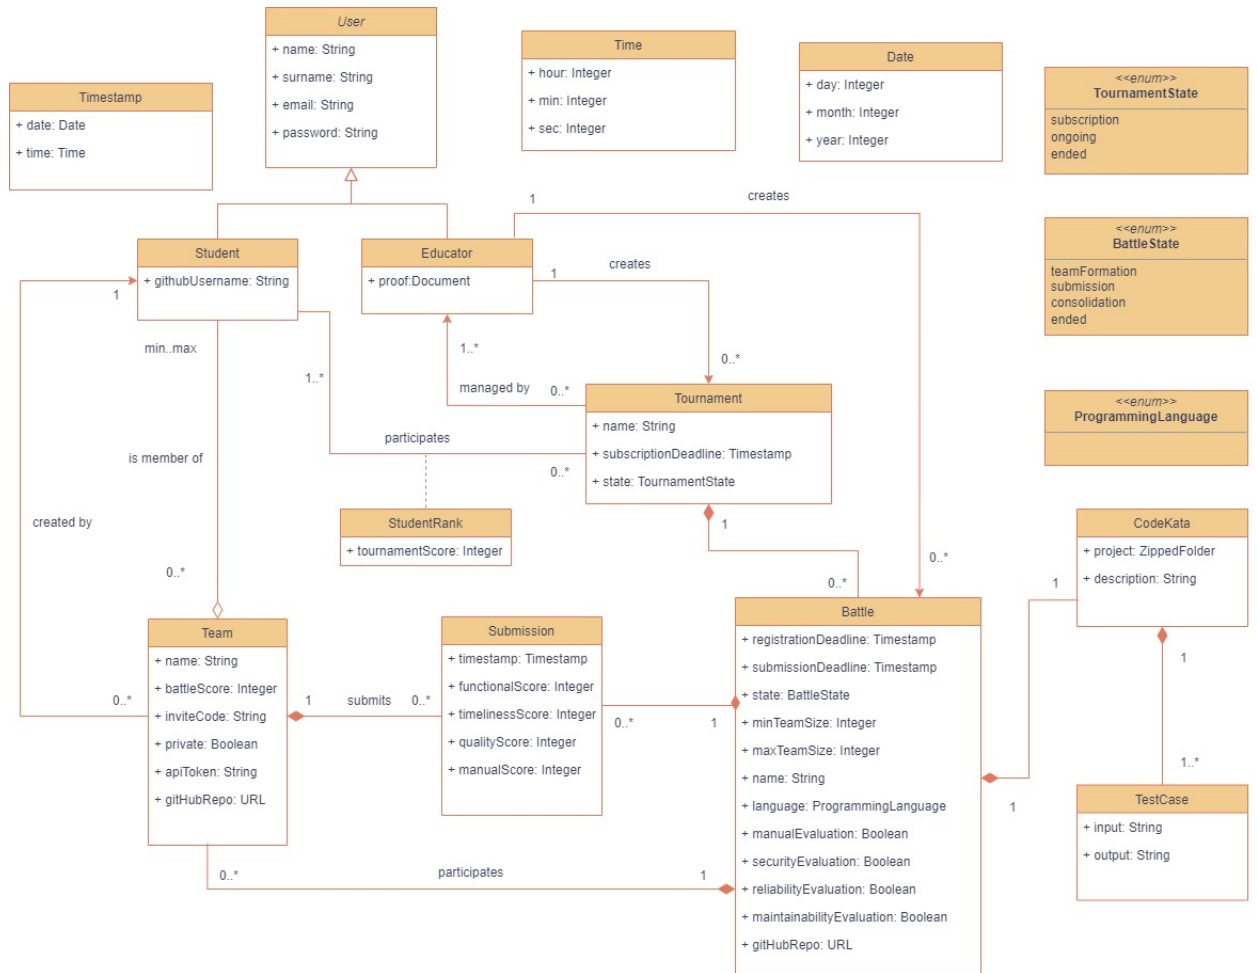 User
+ name: String
+ surname: String
+ email: String
+ password: String
Time
+ hour: Integer
+ min: Integer
+ sec: Integer
Date
+ day: Integer
+ month: Integer
+ year: Integer
Timestamp
+ date: Date
+ time: Time
<<enum>>
TournamentState
subscription
ongoing
ended
<<enum>>
BattleState
teamFormation
submission
consolidation
ended
<<enum>>
ProgrammingLanguage
1
creates
Student
+ githubUsername: String
Educator
+ proof:Document
1
creates
1
min..max
1..*
1..*
0..*
managed by
0..*
Tournament
+ name: String
+ subscriptionDeadline: Timestamp
+ state: TournamentState
participates
0..*
is member of
created by
StudentRank
+ tournamentScore: Integer
1
0..*
0..*
0..*
CodeKata
+ project: ZippedFolder
+ description: String
1
1
1..*
Team
+ name: String
+ battleScore: Integer
+ inviteCode: String
+ private: Boolean
+ apiToken: String
+ gitHubRepo: URL
0..*
1
submits
0..*
Submission
+ timestamp: Timestamp
+ functionalScore: Integer
+ timelinessScore: Integer
+ qualityScore: Integer
+ manualScore: Integer
0..*
1
Battle
+ registrationDeadline: Timestamp
+ submissionDeadline: Timestamp
+ state: BattleState
+ minTeamSize: Integer
+ maxTeamSize: Integer
+ name: String
+ language: ProgrammingLanguage
+ manualEvaluation: Boolean
+ securityEvaluation: Boolean
+ reliabilityEvaluation: Boolean
+ maintainabilityEvaluation: Boolean
+ gitHubRepo: URL
1
TestCase
+ input: String
+ output: String
0..*
participates
1